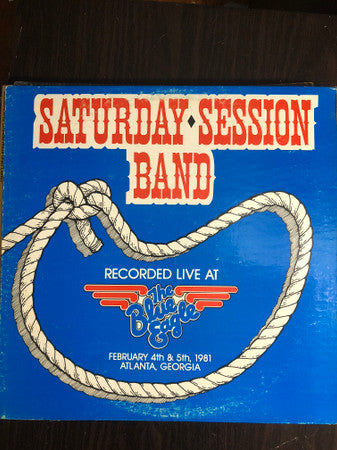 SATURDAY ◆ SESSION
BAND
RECORDED LIVE AT
The
Blue
Eagle
FEBRUARY 4th & 5th, 1981
ATLANTA, GEORGIA